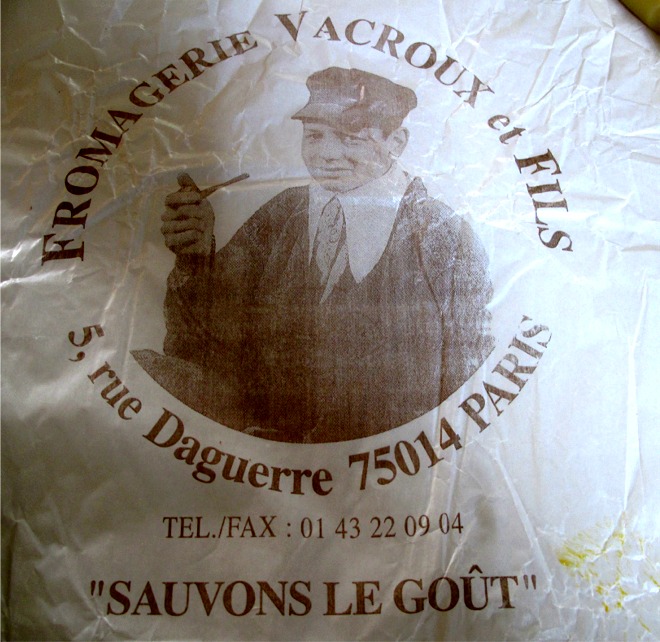 FROMAGERIE VACROUX et FILS
5, rue Daguerre 75014 PARIS
TEL./FAX : 01 43 22 09 04
"SAUVONS LE GOÛT"